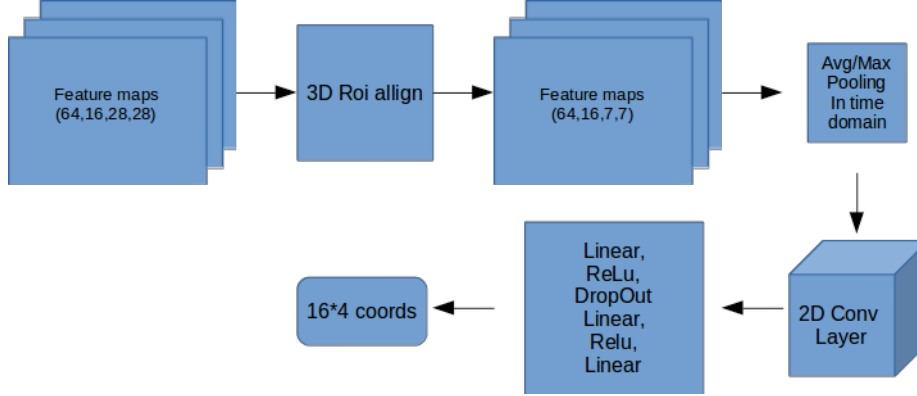 Feature maps
(64,16,28,28)
3D Roi allign
Feature maps
(64,16,7,7)
Avg/Max
Pooling
In time
domain
2D Conv
Layer
Linear,
ReLu,
DropOut
Linear,
Relu,
Linear
16*4 coords